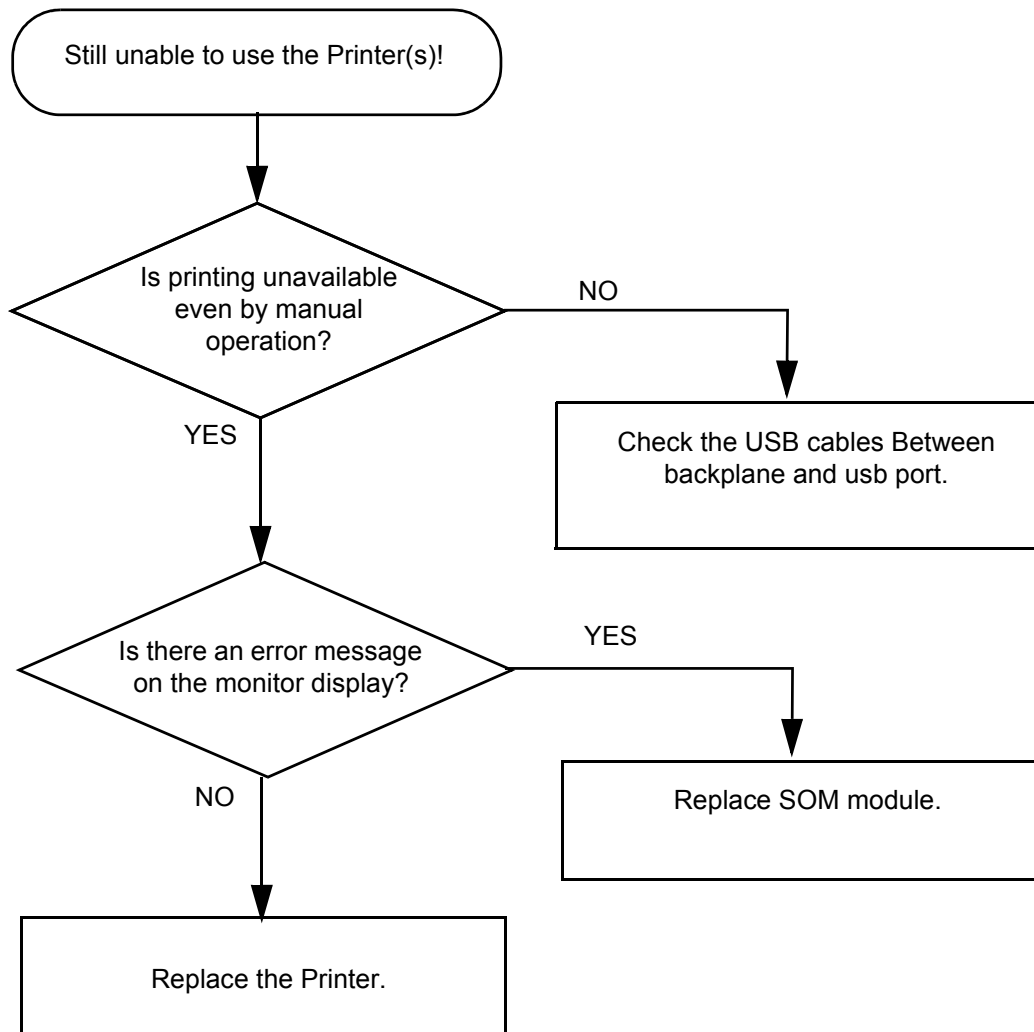 Still unable to use the Printer(s)!
Is printing unavailable
even by manual
operation?
NO
YES
Check the USB cables Between
backplane and usb port.
Is there an error message
on the monitor display?
YES
NO
Replace SOM module.
Replace the Printer.